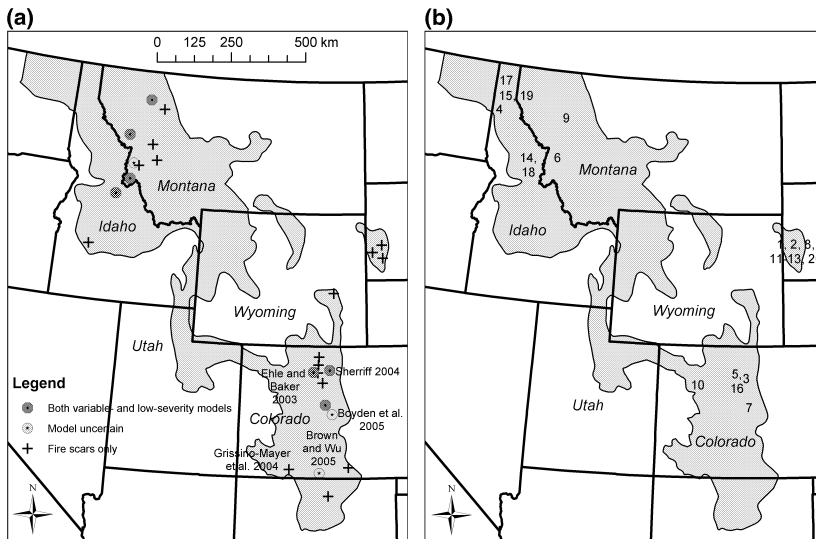 (a)
0 125 250 500 km
Montana
Idaho
Wyoming
Utah
Legend
Both variable- and low-severity models
Model uncertain
Fire scars only
Ehle and
Baker
2003
Sherriff 2004
Colorado
Boyden et al.
2005
Brown
and Wu
2005
Grissino-Mayer
et al. 2004
N
(b)
17
15, 19
4
9
14, 6
18
Montana
Idaho
1, 2, 8,
11-13, 2
Wyoming
Utah
5, 3
10 16
7
Colorado
N